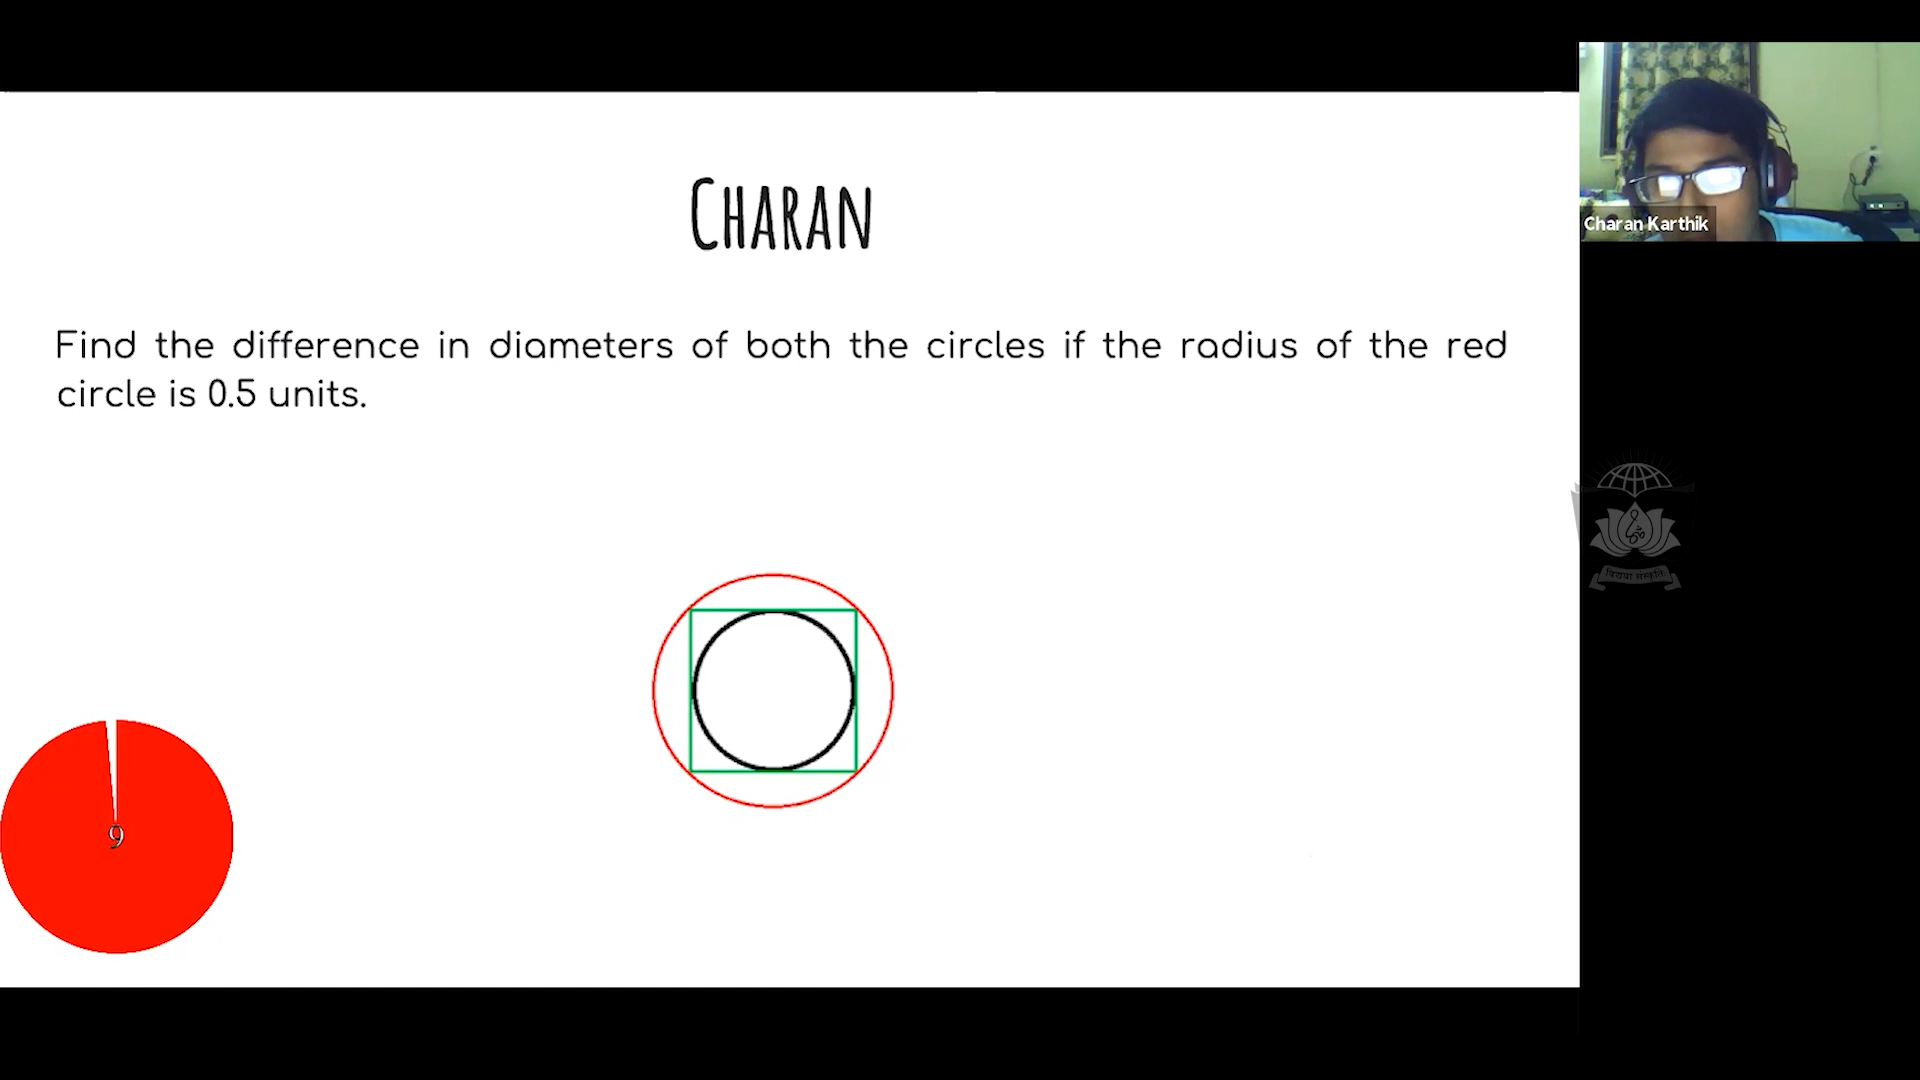 CHARAN
Find the difference in diameters of both the circles if the radius of the red
circle is 0.5 units.
9
Charan Karthik
विद्यया संस्कृतिः